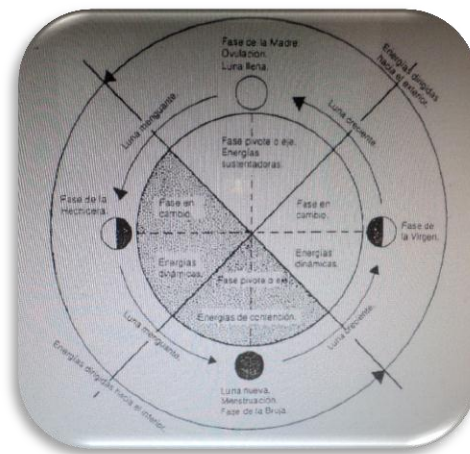 Fase de la Madre.
Ovulación.
Luna llena.
Energías dirigidas
hacia el exterior.
Luna menguante.
Luna creciente.
Fase pivote o eje.
Energías
sustentadoras.
Fase de la
Hechicera.
Fase en
cambio.
Fase en
cambio.
Fase de
la Virgen.
Energías
dinámicas.
Energías
dinámicas.
Fase pivote o eje.
Energías de contención.
Luna menguante.
Luna creciente.
Energías dirigidas hacia el interior.
Luna nueva.
Menstruación.
Fase de la Bruja.